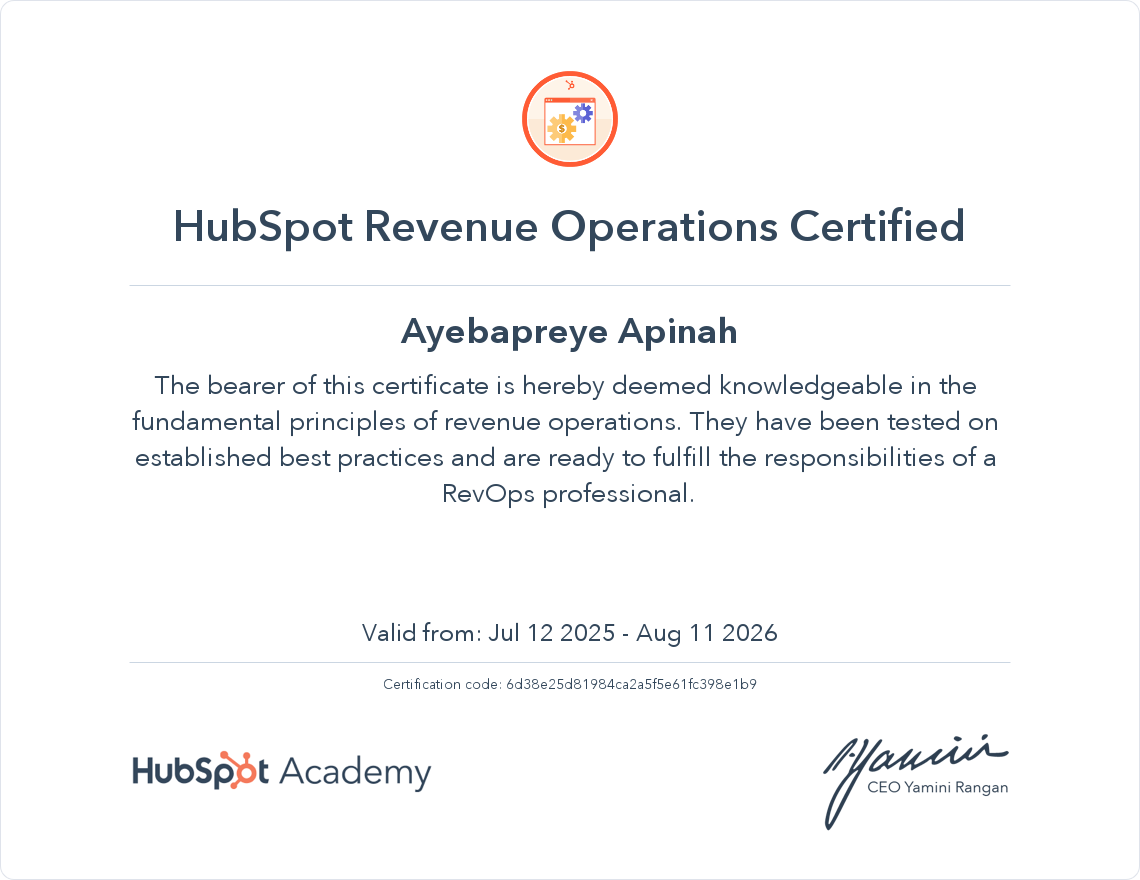 $
HubSpot Revenue Operations Certified
Ayebapreye Apinah
The bearer of this certificate is hereby deemed knowledgeable in the
fundamental principles of revenue operations. They have been tested on
established best practices and are ready to fulfill the responsibilities of a
RevOps professional.
Valid from: Jul 12 2025 - Aug 11 2026
Certification code: 6d38e25d81984ca2a5f5e61fc398e1b9
HubSpot Academy
CEO Yamini Rangan